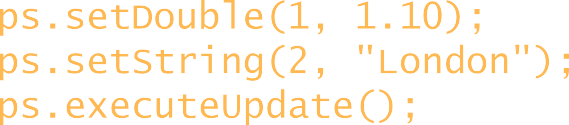 ps.setDouble(1, 1.10);
ps.setString(2, "London");
ps.executeUpdate();